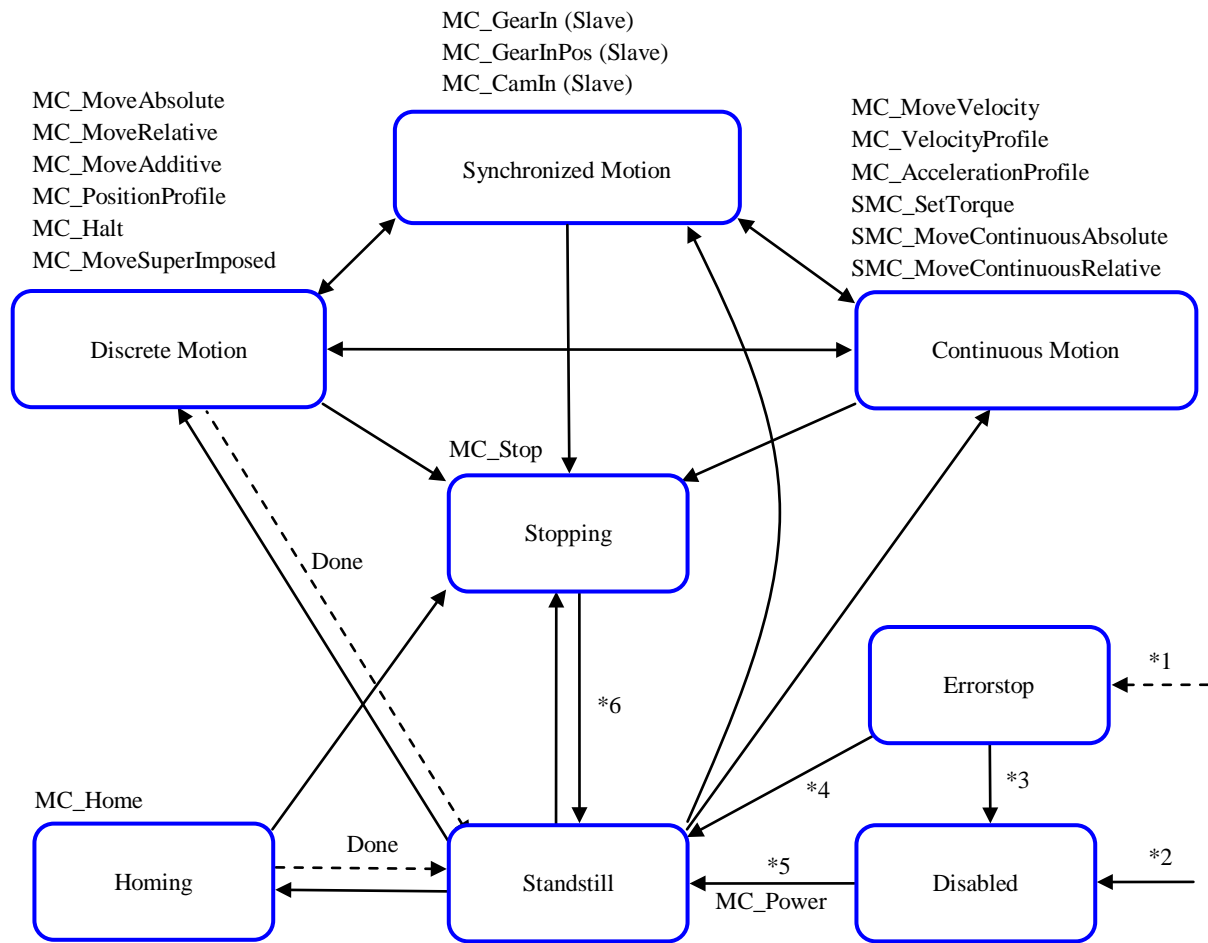 MC_GearIn (Slave)
MC_GearInPos (Slave)
MC_CamIn (Slave)
MC_MoveAbsolute
MC_MoveRelative
MC_MoveAdditive
MC_PositionProfile
MC_Halt
MC_MoveSuperImposed
MC_MoveVelocity
MC_VelocityProfile
MC_AccelerationProfile
SMC_SetTorque
SMC_MoveContinuousAbsolute
SMC_MoveContinuousRelative
Synchronized Motion
Discrete Motion
Continuous Motion
MC_Stop
Stopping
Done
*6
Errorstop
*1
*4
*3
MC_Home
Homing
Done
Standstill
*5
MC_Power
Disabled
*2